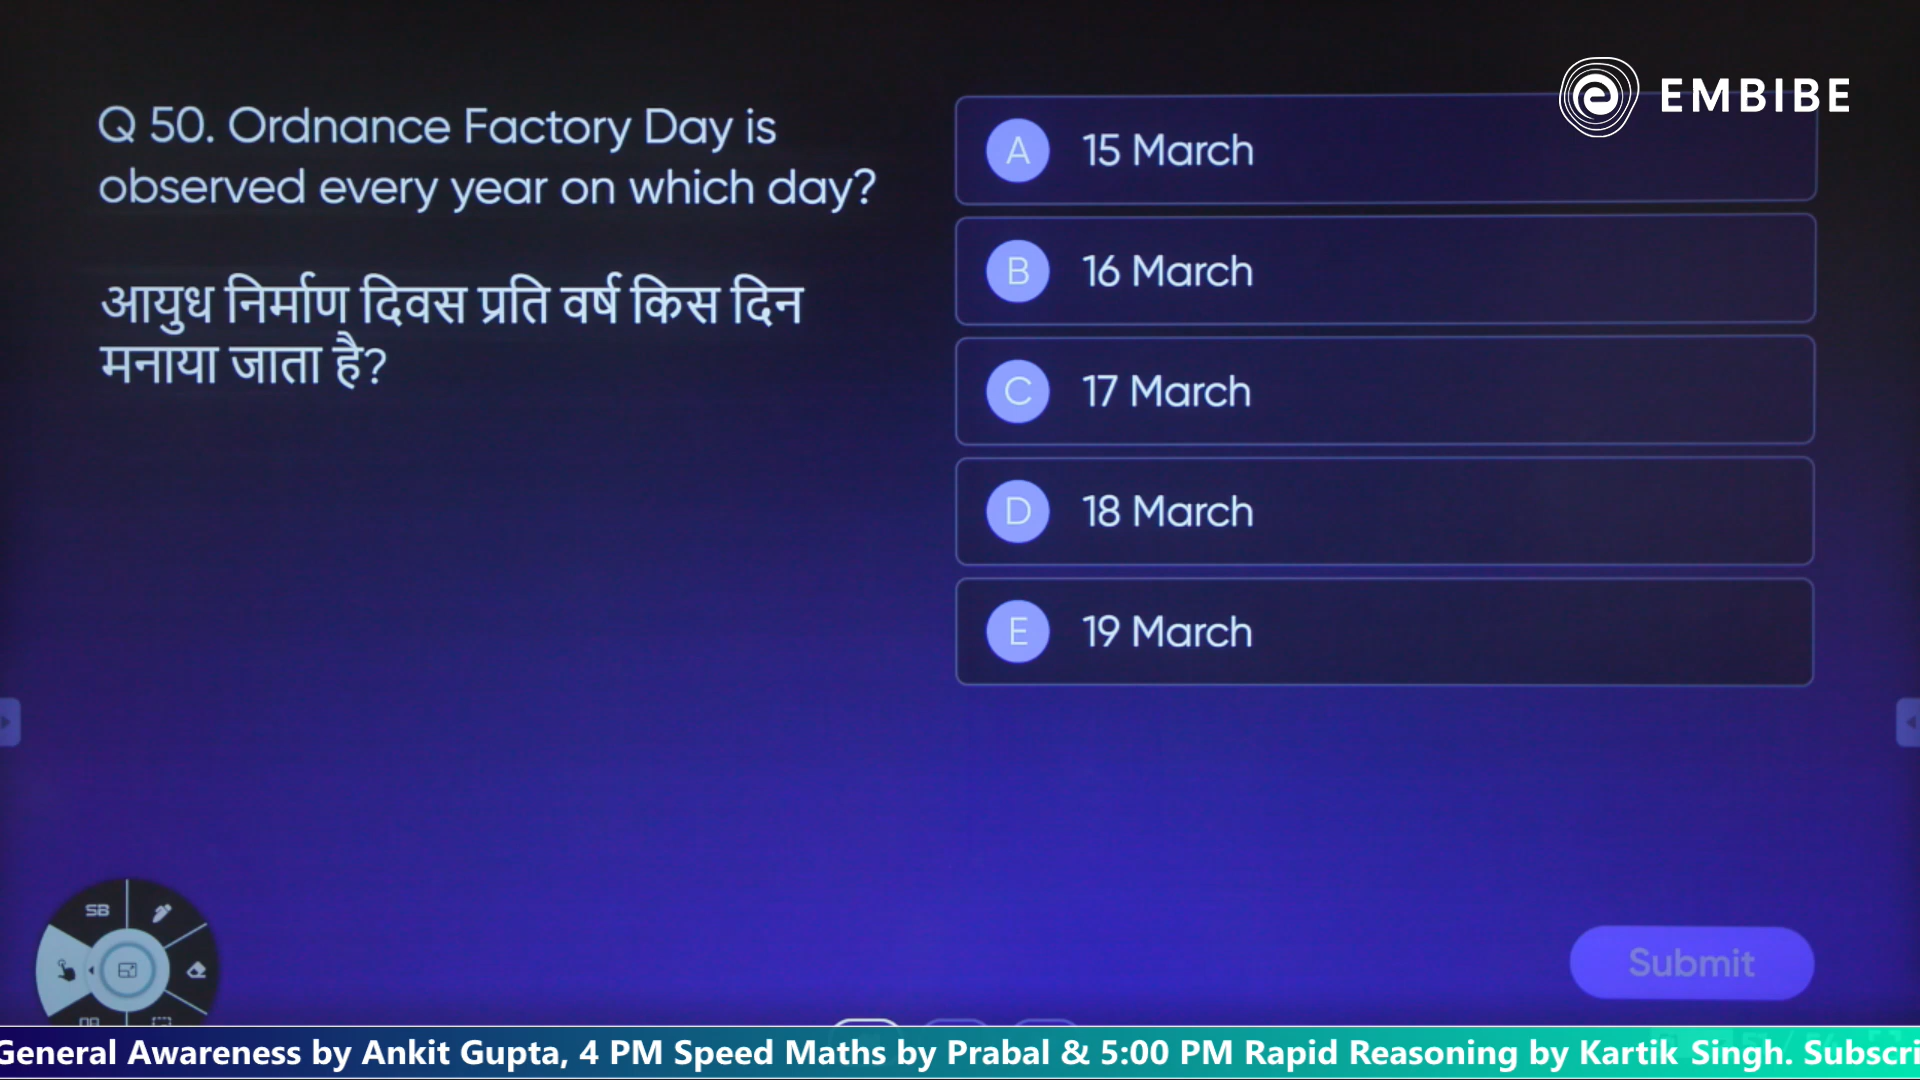 EMBIBE
Q 50. Ordnance Factory Day is
observed every year on which day?
आयुध निर्माण दिवस प्रति वर्ष किस दिन
मनाया जाता है?
A 15 March
B 16 March
C 17 March
D 18 March
E 19 March
SB
Submit
General Awareness by Ankit Gupta, 4 PM Speed Maths by Prabal & 5:00 PM Rapid Reasoning by Kartik Singh. Subscri